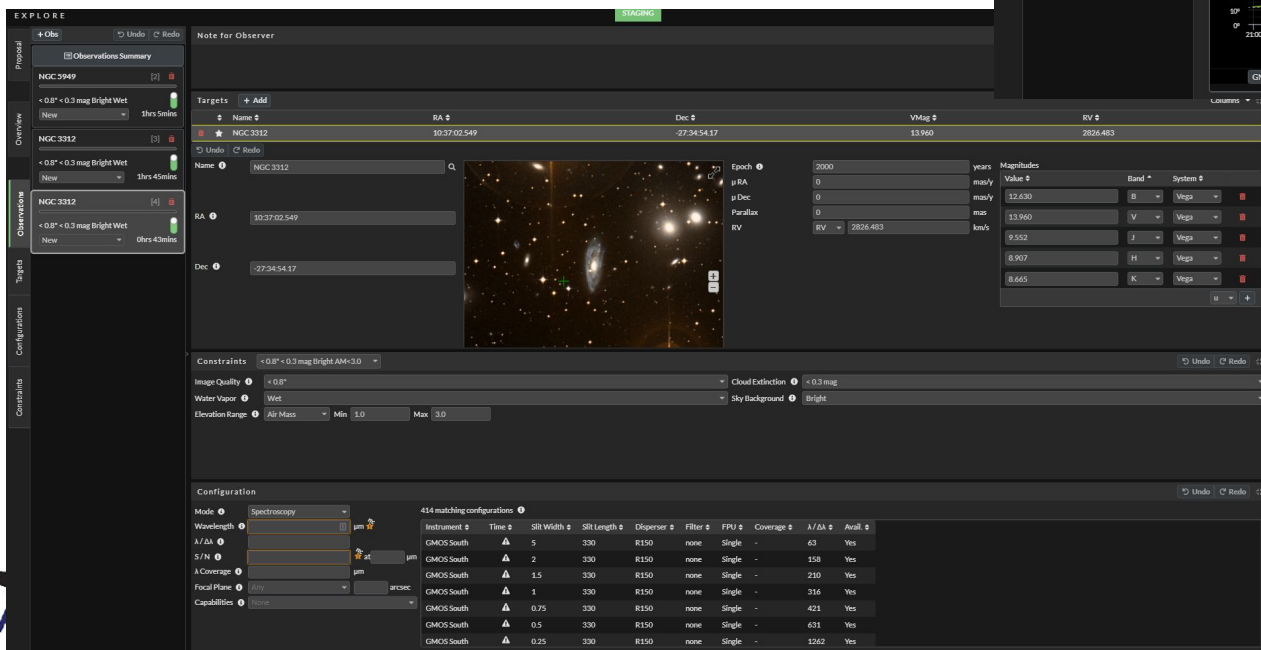 EXPLORE
STAGING
10°
0°
21:00
GM
Proposal
Overview
Observations
Targets
Configurations
Constraints
+ Obs Undo Redo
Observations Summary
NGC 5949 [2]
< 0.8" < 0.3 mag Bright Wet
New 1hrs 5mins
NGC 3312 [3]
< 0.8" < 0.3 mag Bright Wet
New 1hrs 45mins
NGC 3312 [4]
< 0.8" < 0.3 mag Bright Wet
New 0hrs 43mins
Note for Observer
Targets + Add Columns
Name RA Dec VMag RV
NGC 3312 10:37:02.549 -27:34:54.17 13.960 2826.483
Undo Redo
Name NGC 3312
RA 10:37:02.549
Dec -27:34:54.17
+
−
Epoch 2000 years
μ RA 0 mas/y
μ Dec 0 mas/y
Parallax 0 mas
RV RV 2826.483 km/s
Magnitudes
Value Band System
12.630 B Vega
13.960 V Vega
9.552 J Vega
8.907 H Vega
8.665 K Vega
u +
Constraints < 0.8" < 0.3 mag Bright AM<3.0 Undo Redo
Image Quality < 0.8" Cloud Extinction < 0.3 mag
Water Vapor Wet Sky Background Bright
Elevation Range Air Mass Min 1.0 Max 3.0
Configuration Undo Redo
Mode Spectroscopy
Wavelength μm
λ / Δλ
S / N at μm
λ Coverage μm
Focal Plane Any arcsec
Capabilities None
414 matching configurations
Instrument Time Slit Width Slit Length Disperser Filter FPU Coverage λ / Δλ Avail.
GMOS South 5 330 R150 none Single - 63 Yes
GMOS South 2 330 R150 none Single - 158 Yes
GMOS South 1.5 330 R150 none Single - 210 Yes
GMOS South 1 330 R150 none Single - 316 Yes
GMOS South 0.75 330 R150 none Single - 421 Yes
GMOS South 0.5 330 R150 none Single - 631 Yes
GMOS South 0.25 330 R150 none Single - 1262 Yes